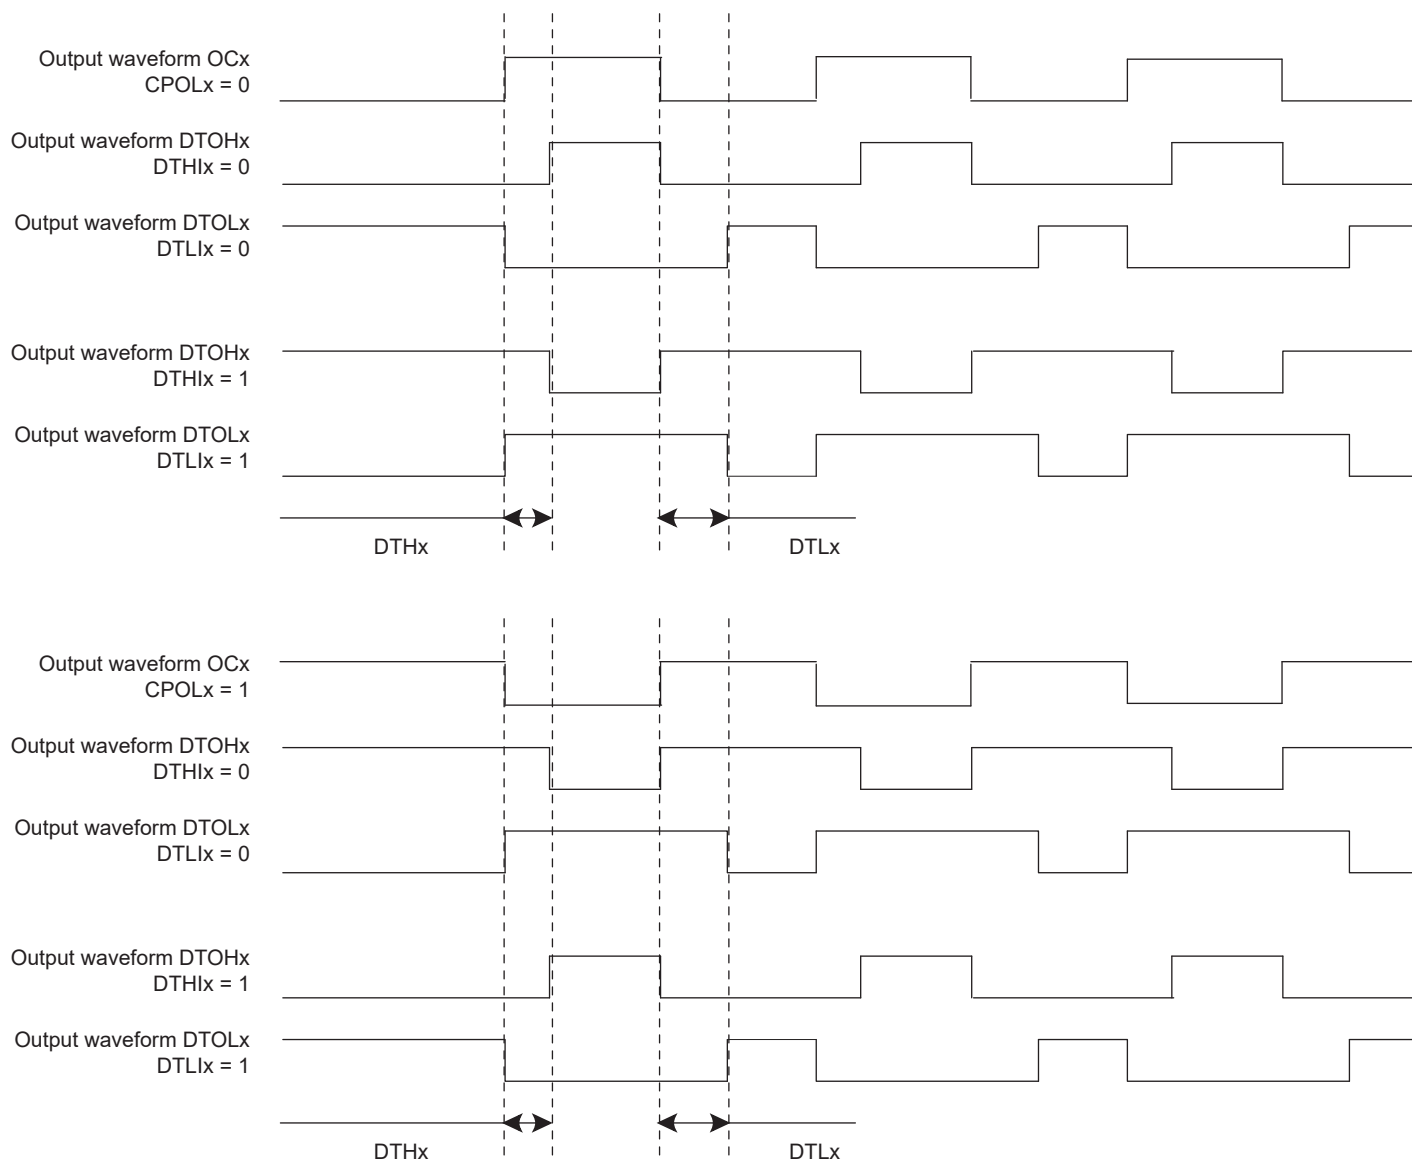 Output waveform OCx
CPOLx = 0
Output waveform DTOHx
DTHIx = 0
Output waveform DTOLx
DTLIx = 0
Output waveform DTOHx
DTHIx = 1
Output waveform DTOLx
DTLIx = 1
DTHx
DTLx
Output waveform OCx
CPOLx = 1
Output waveform DTOHx
DTHIx = 0
Output waveform DTOLx
DTLIx = 0
Output waveform DTOHx
DTHIx = 1
Output waveform DTOLx
DTLIx = 1
DTHx
DTLx